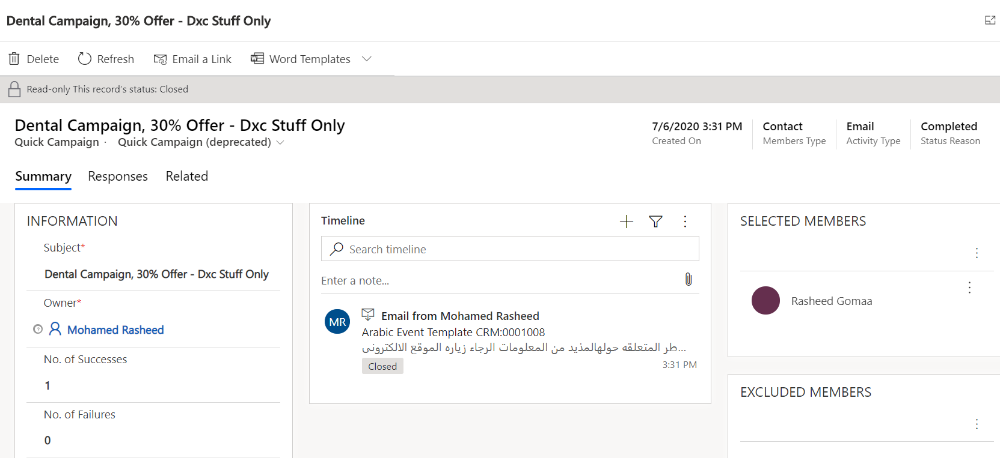 Dental Campaign, 30% Offer - Dxc Stuff Only
Delete Refresh Email a Link Word Templates
Read-only This record's status: Closed
Dental Campaign, 30% Offer - Dxc Stuff Only
Quick Campaign · Quick Campaign (deprecated)
7/6/2020 3:31 PM
Created On
Contact
Members Type
Email
Activity Type
Completed
Status Reason
Summary Responses Related
INFORMATION
Subject*
Dental Campaign, 30% Offer - Dxc Stuff Only
Owner*
Mohamed Rasheed
No. of Successes
1
No. of Failures
0
Timeline
Search timeline
Enter a note...
MR
Email from Mohamed Rasheed
Arabic Event Template CRM:0001008
طر المتعلقه حولهالمذيد من المعلومات الرجاء زياره الموقع الالكترونى...
Closed
3:31 PM
SELECTED MEMBERS
Rasheed Gomaa
EXCLUDED MEMBERS